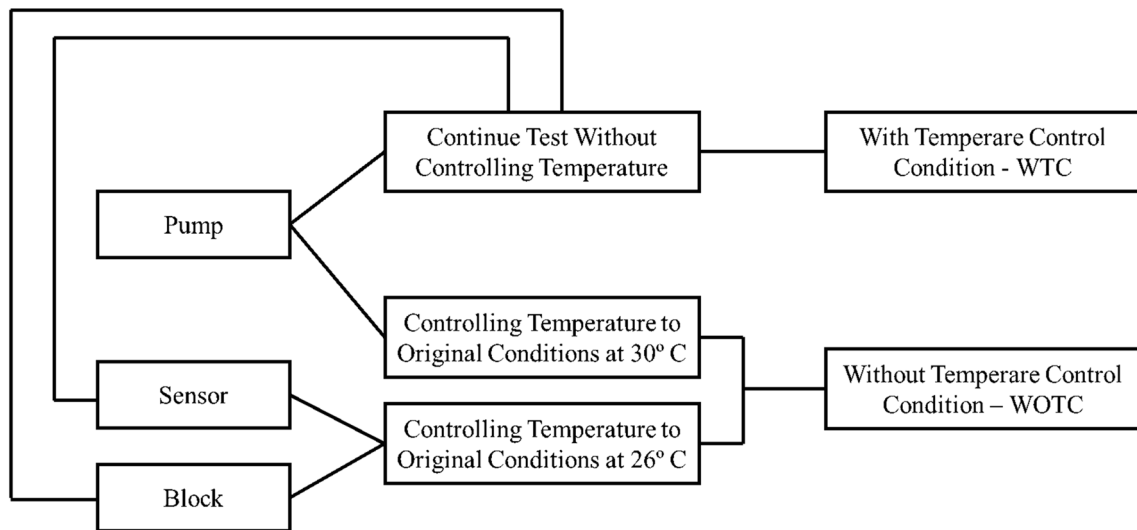 Continue Test Without
Controlling Temperature
With Temperare Control
Condition - WTC
Pump
Controlling Temperature to
Original Conditions at 30º C
Sensor
Without Temperare Control
Condition – WOTC
Controlling Temperature to
Original Conditions at 26º C
Block